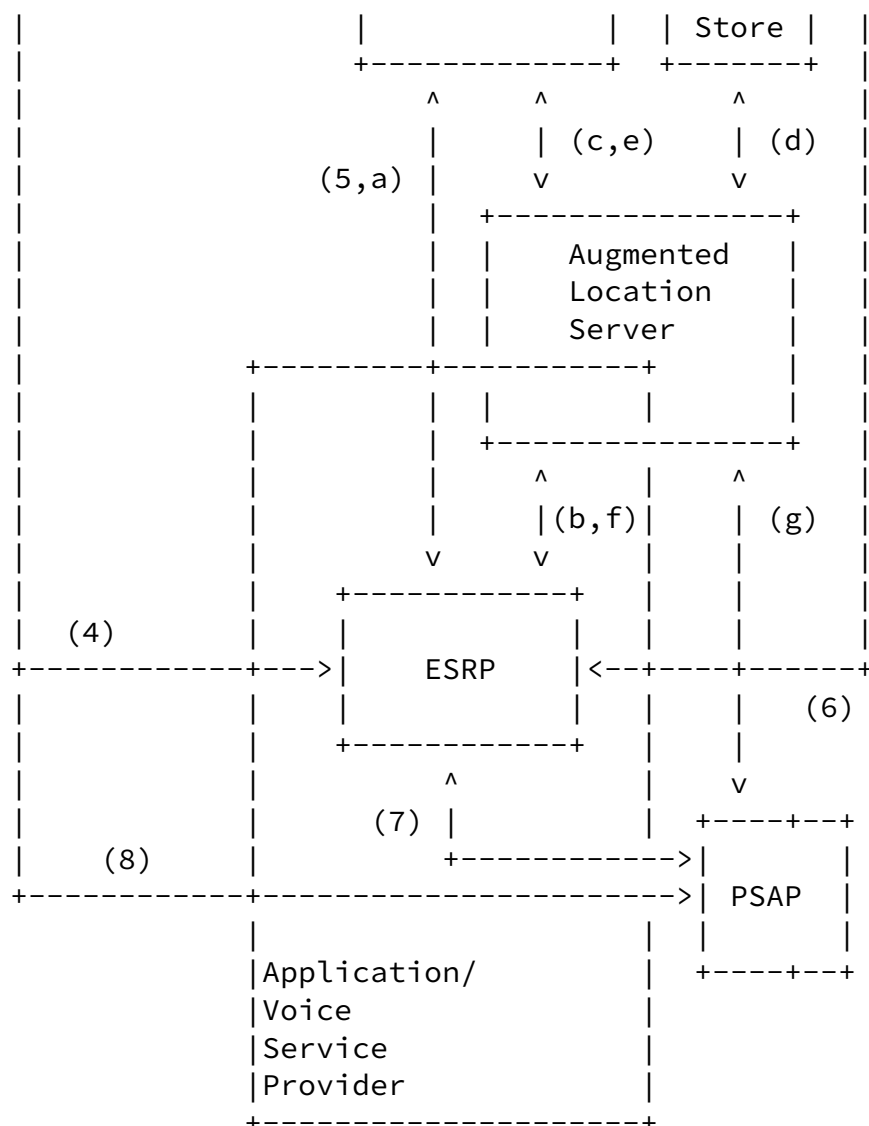 Store
(c,e) (d)
(5,a)
Augmented
Location
Server
(b,f) (g)
(4)
ESRP
(6)
(7)
(8)
PSAP
Application/
Voice
Service
Provider